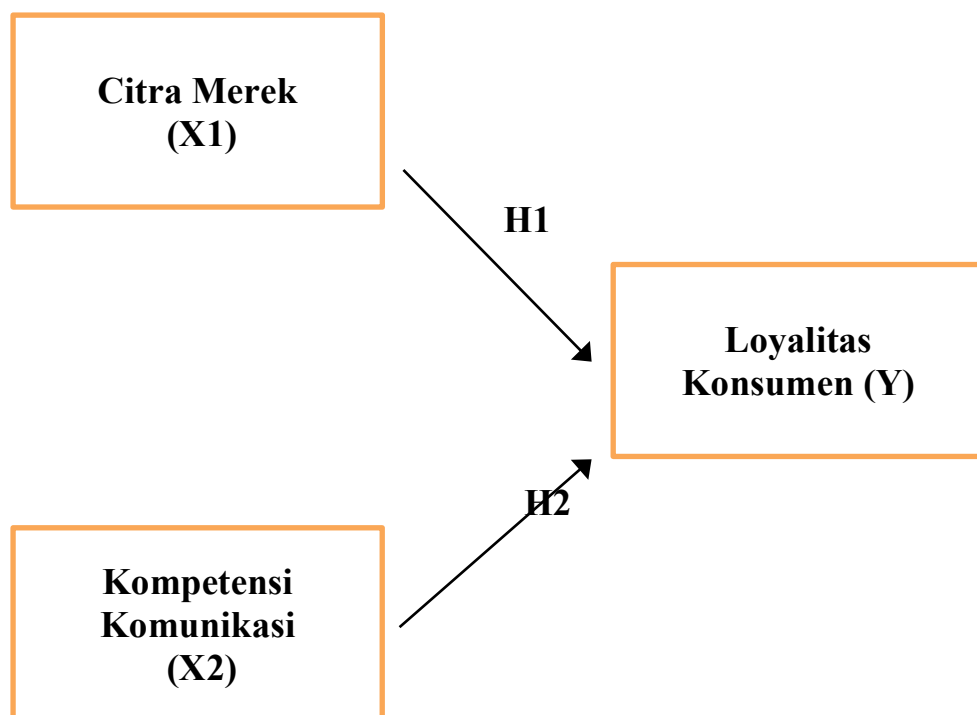 Citra Merek
(X1)
H1
Loyalitas
Konsumen (Y)
H2
Kompetensi
Komunikasi
(X2)